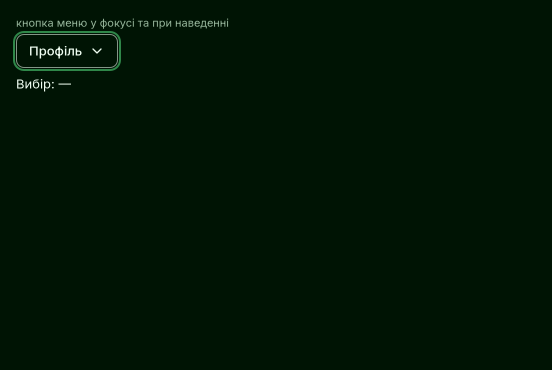 кнопка меню у фокусі та при наведенні
Профіль
Вибір: —